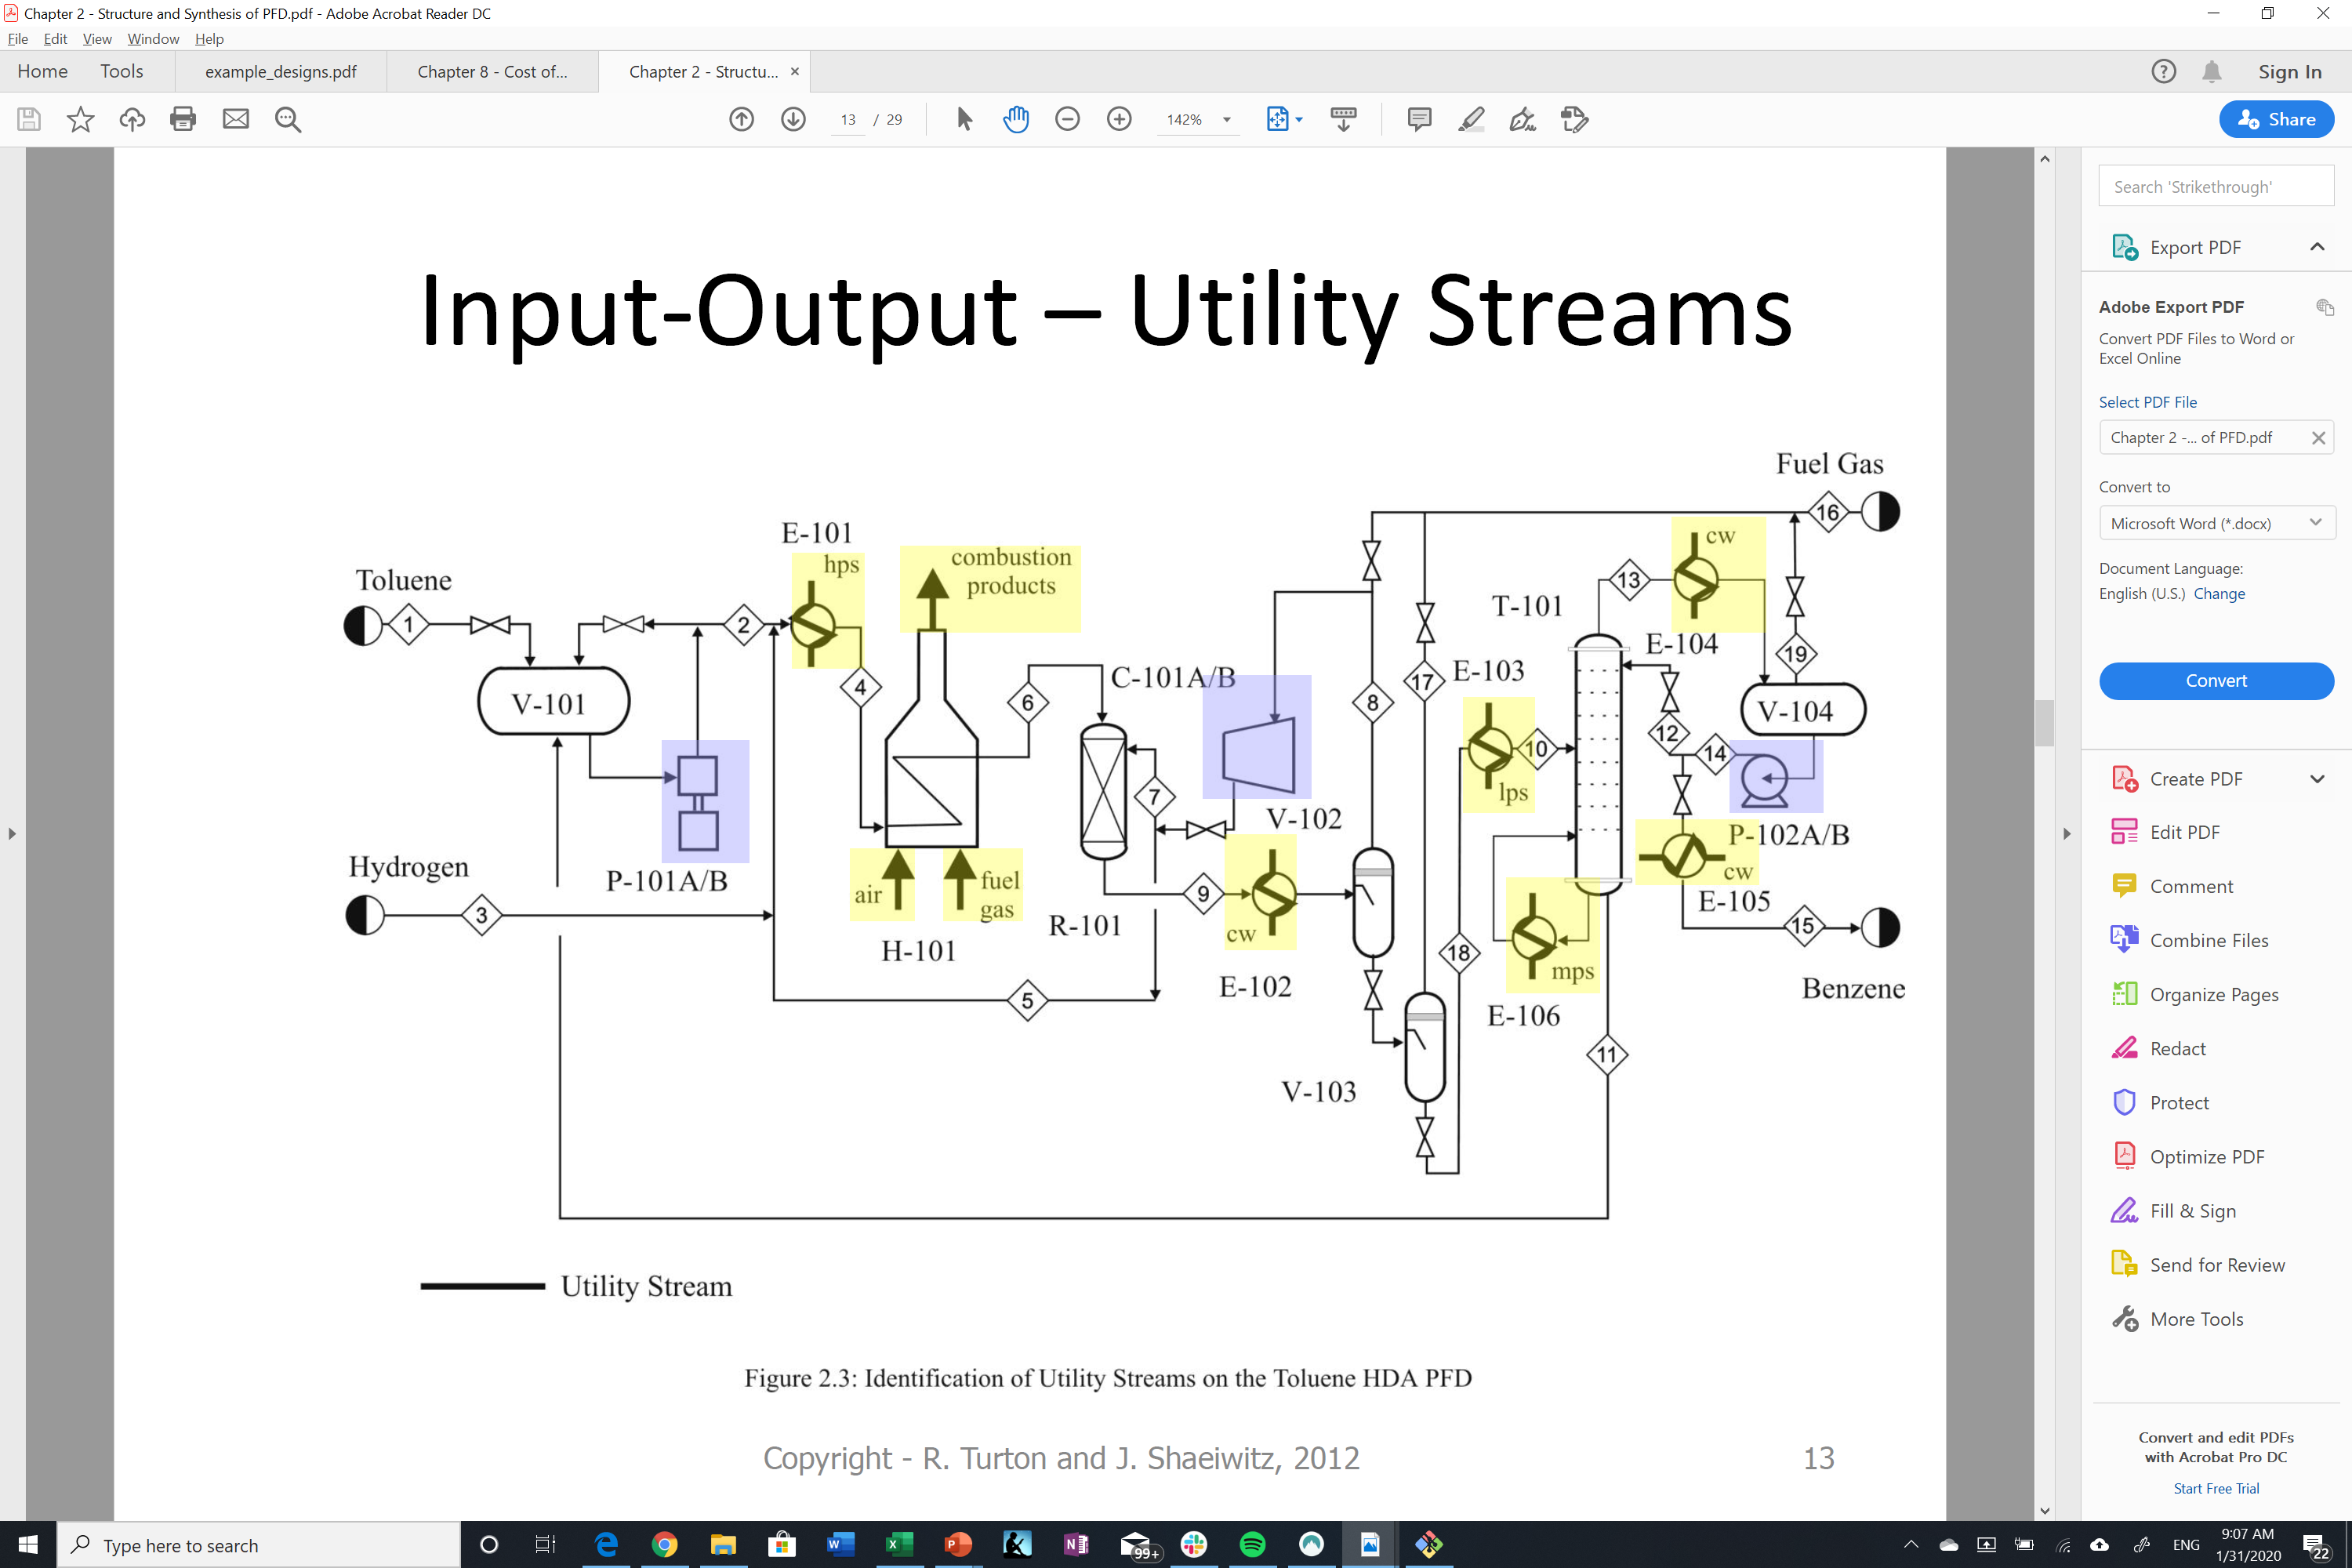 Chapter 2 - Structure and Synthesis of PFD.pdf - Adobe Acrobat Reader DC
File Edit View Window Help
Home Tools example_designs.pdf Chapter 8 - Cost of... Chapter 2 - Structu... × Sign In
13 / 29 142% Share
Input-Output – Utility Streams
Fuel Gas
16
E-101
hps
combustion
products
cw
Toluene
1
2
13
T-101
E-104
19
V-101
4
6
C-101A/B
8
17
E-103
12
V-104
7
10
14
lps
V-102
P-102A/B
Hydrogen
P-101A/B
air
fuel
gas
9
cw
E-105
3
R-101
cw
15
H-101
18
mps
E-102
Benzene
5
E-106
11
V-103
Utility Stream
Figure 2.3: Identification of Utility Streams on the Toluene HDA PFD
Copyright - R. Turton and J. Shaeiwitz, 2012
13
Search 'Strikethrough'
Export PDF
Adobe Export PDF
Convert PDF Files to Word or
Excel Online
Select PDF File
Chapter 2 -... of PFD.pdf
Convert to
Microsoft Word (*.docx)
Document Language:
English (U.S.) Change
Convert
Create PDF
Edit PDF
Comment
Combine Files
Organize Pages
Redact
Protect
Optimize PDF
Fill & Sign
Send for Review
More Tools
Convert and edit PDFs
with Acrobat Pro DC
Start Free Trial
Type here to search
99+
ENG
9:07 AM
1/31/2020
22